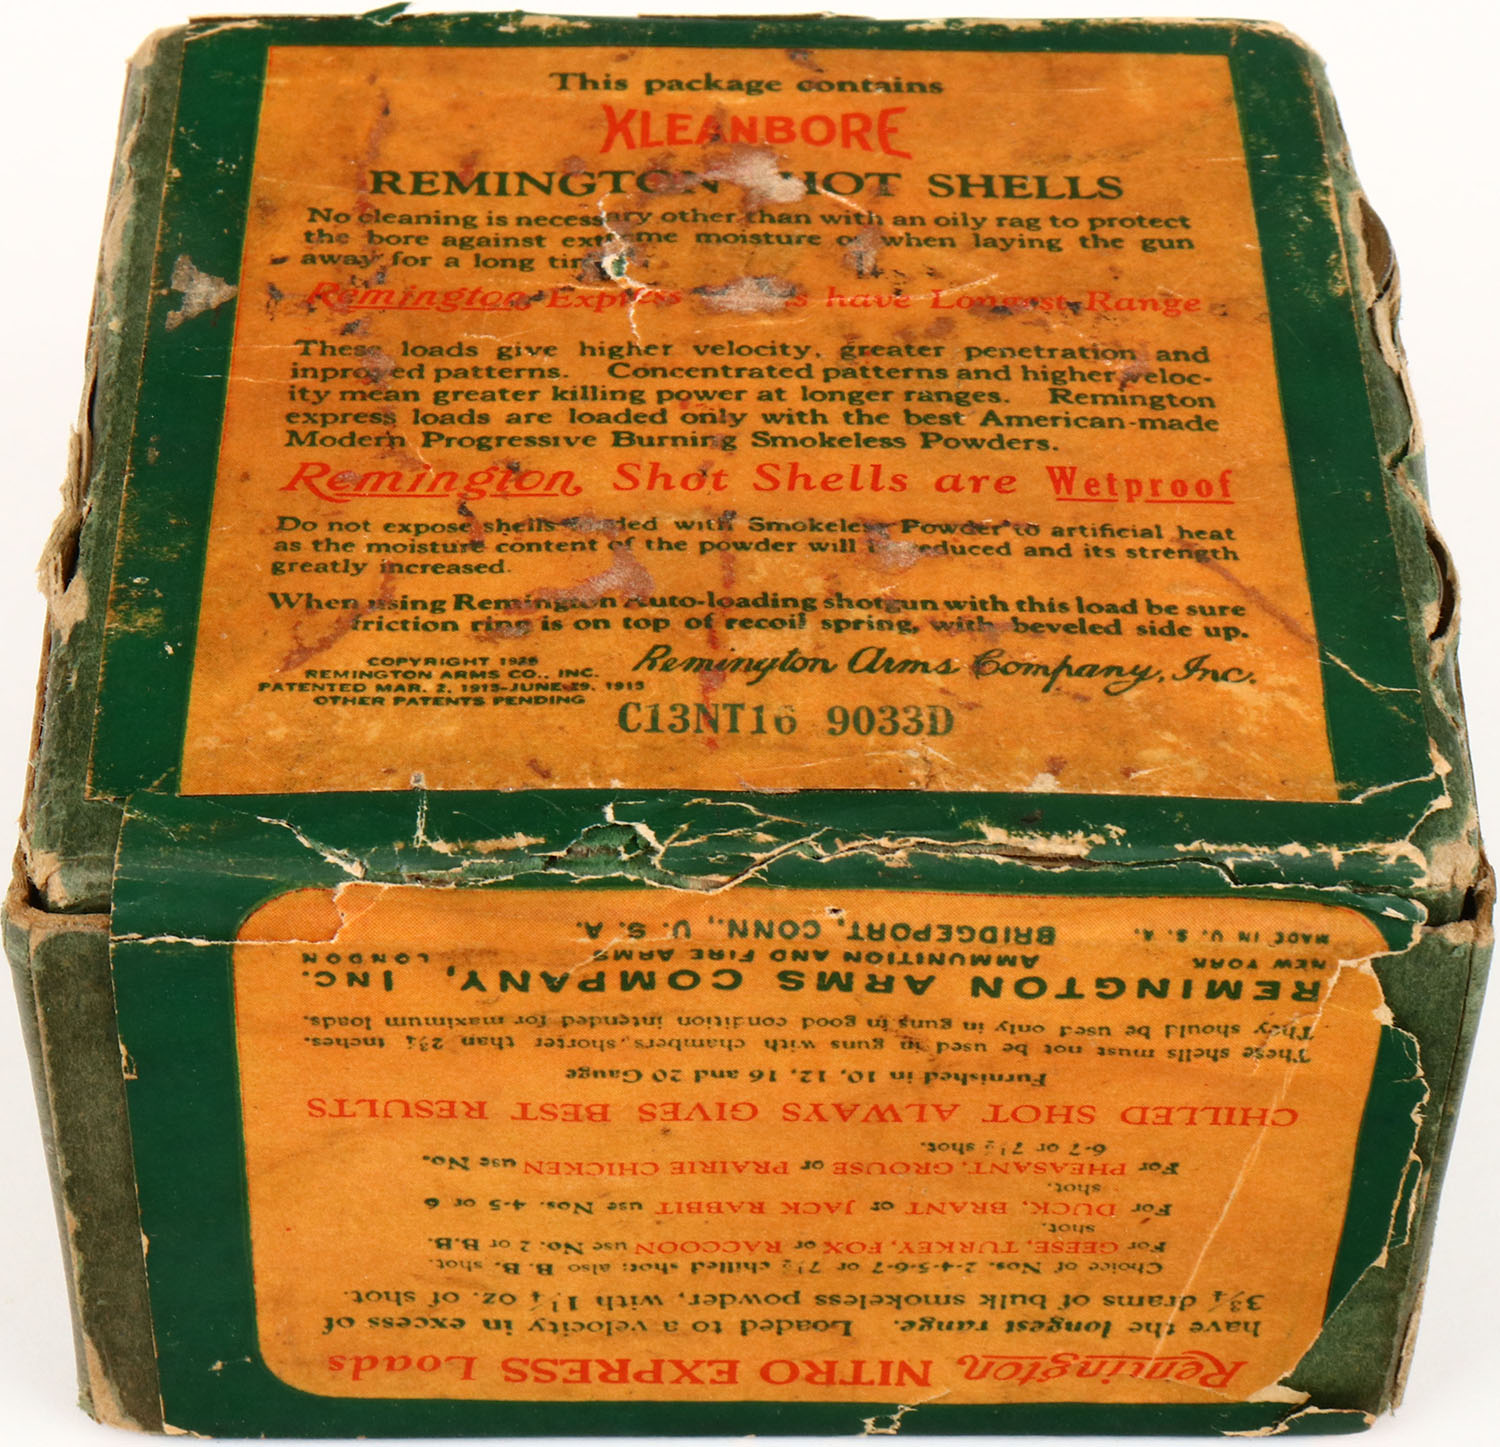 This package contains
KLEANBORE
REMINGTON SHOT SHELLS
No cleaning is necessary other than with an oily rag to protect
the bore against extreme moisture or when laying the gun
away for a long
Remington Express have Longest Range
These loads give higher velocity, greater penetration and
inproved patterns. Concentrated patterns and higher veloc-
ity mean greater killing power at longer ranges. Remington
express loads are loaded only with the best American-made
Modern Progressive Burning Smokeless Powders.
Remington, Shot Shells are Wetproof
Do not expose shells loaded with Smokeless Powder to artificial heat
as the moisture content of the powder will reduced and its strength
greatly increased.
When using Remington Auto-loading shotgun with this load be sure
friction ring is on top of recoil spring, with beveled side up.
COPYRIGHT 1926
REMINGTON ARMS CO., INC.
PATENTED MAR. 2, 1915-JUNE 29, 1915
OTHER PATENTS PENDING
Remington Arms Company, Inc.
C13NT16 9033D
Remington, NITRO EXPRESS Loads
have the longest range. Loaded to a velocity in excess of
3¾ drams of bulk smokeless powder, with 1¼ oz. of shot.
Choice of Nos. 2-4-5-6-7 or 7½ chilled shot; also B. B. shot.
For GEESE, TURKEY, FOX or RACCOON use No. 2 or B.B.
shot.
For DUCK, BRANT or JACK RABBIT use Nos. 4-5 or 6
shot.
For PHEASANT, GROUSE or PRAIRIE CHICKEN use No.
6-7 or 7½ shot.
CHILLED SHOT ALWAYS GIVES BEST RESULTS
Furnished in 10, 12, 16 and 20 Gauge
These shells must not be used in guns with chambers, shorter than 2¾ inches.
They should be used only in guns in good condition intended for maximum loads.
REMINGTON ARMS COMPANY, INC.
NEW YORK AMMUNITION AND FIRE ARMS LONDON
MADE IN U. S. A. BRIDGEPORT, CONN., U. S. A.